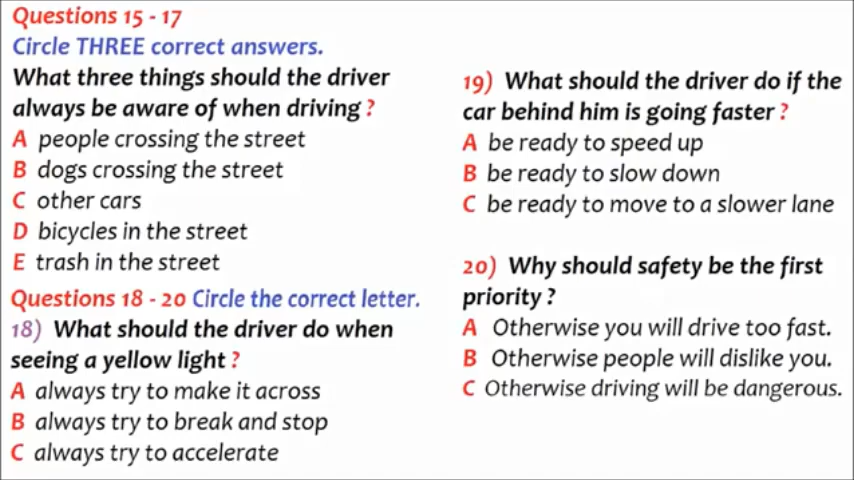 Questions 15 - 17
Circle THREE correct answers.
What three things should the driver
always be aware of when driving ?
A people crossing the street
B dogs crossing the street
C other cars
D bicycles in the street
E trash in the street
Questions 18 - 20 Circle the correct letter.
18) What should the driver do when
seeing a yellow light ?
A always try to make it across
B always try to break and stop
C always try to accelerate
19) What should the driver do if the
car behind him is going faster ?
A be ready to speed up
B be ready to slow down
C be ready to move to a slower lane
20) Why should safety be the first
priority ?
A Otherwise you will drive too fast.
B Otherwise people will dislike you.
C Otherwise driving will be dangerous.